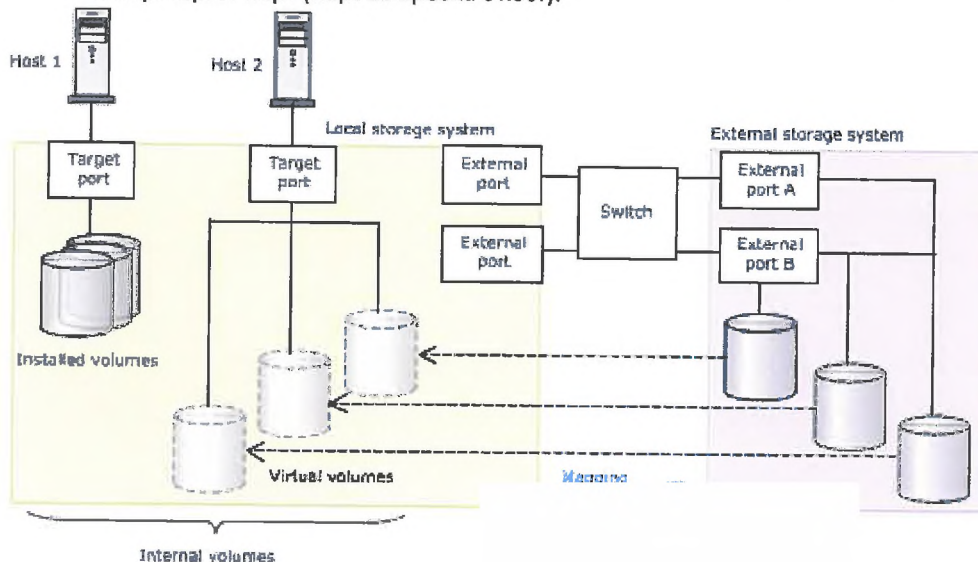 Host 1
Host 2
Local storage system
External storage system
Target
port
Target
port
External
port
External
port A
Switch
External
port
External
port B
Installed volumes
Virtual volumes
Mapping
Internal volumes